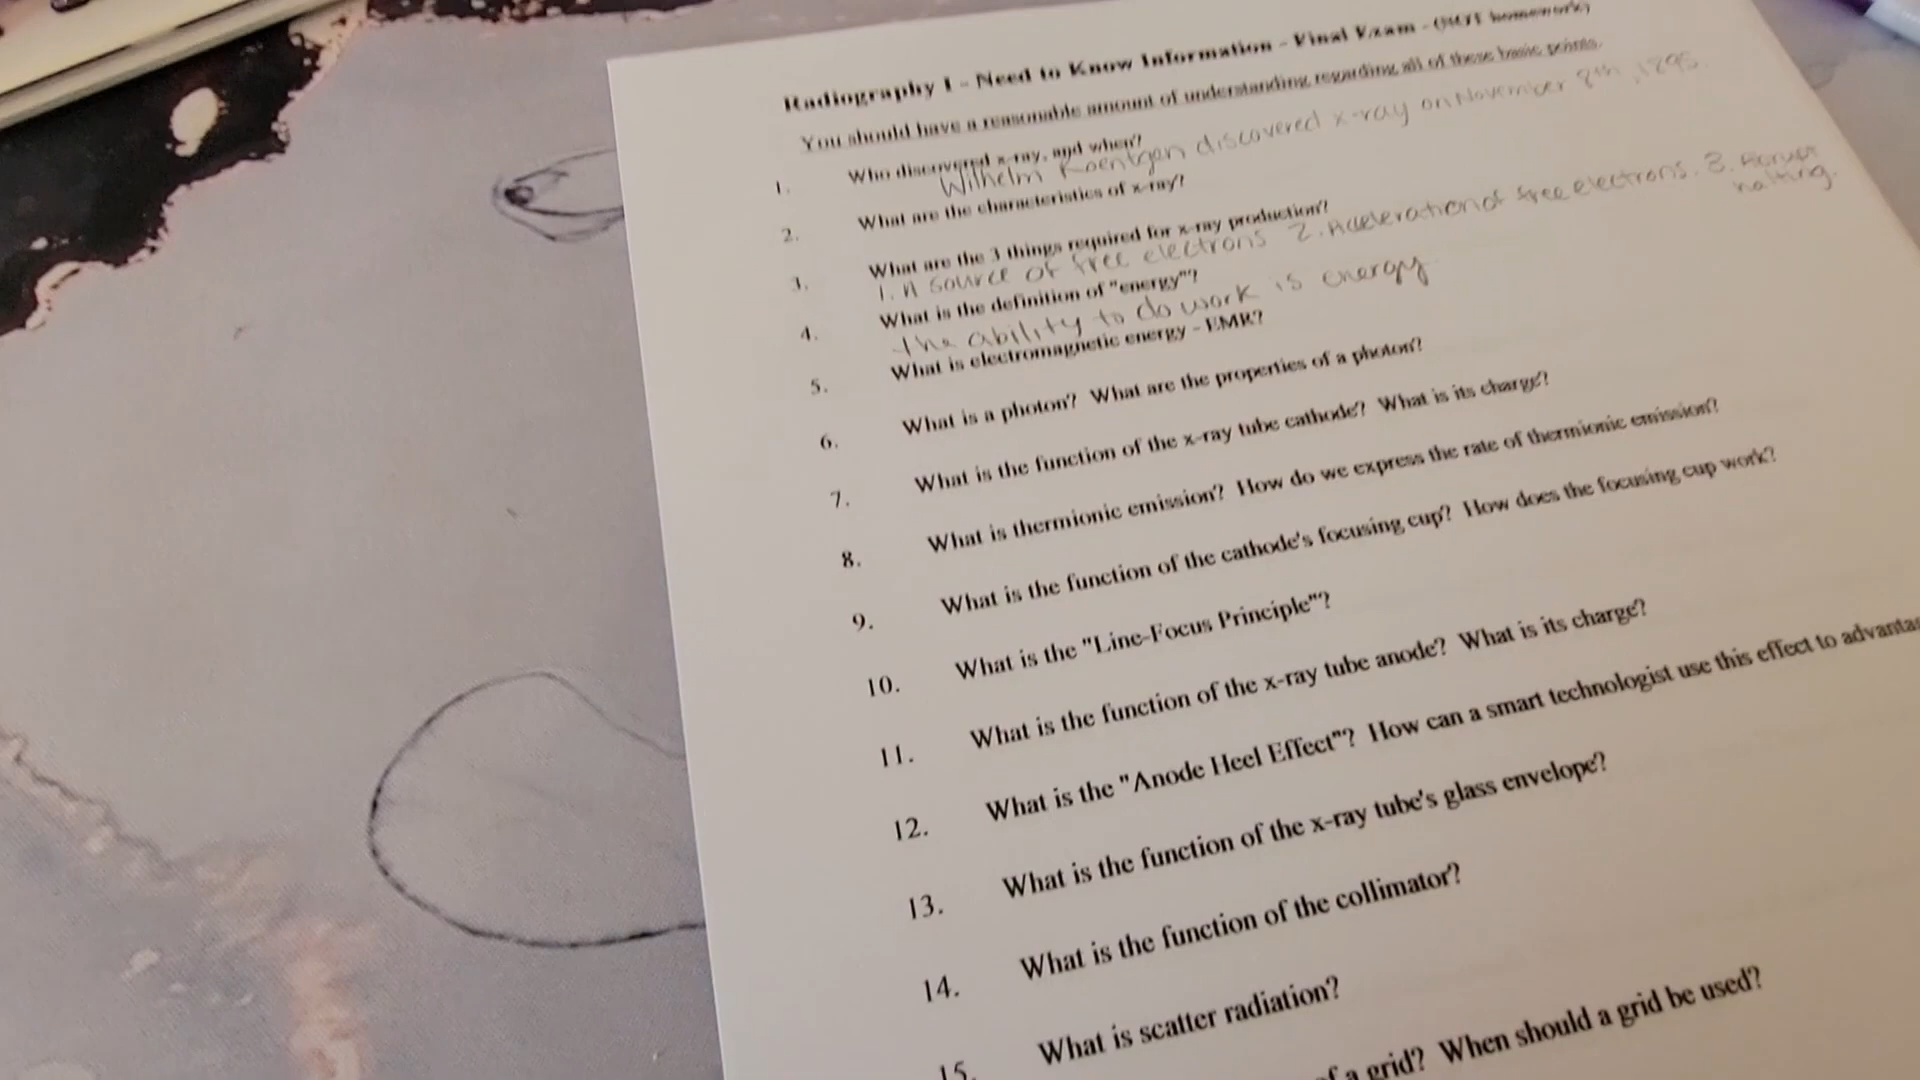 Radiography I - Need to Know Information - Final Exam - (NOT homework)
You should have a reasonable amount of understanding regarding all of these basic points.
1. Who discovered x-ray, and when?
Wilhelm Roentgen discovered x-ray on November 8th, 1895.
2. What are the characteristics of x-ray?
3. What are the 3 things required for x-ray production?
1. A source of free electrons 2. Acceleration of free electrons. 3. Abrupt
halting.
4. What is the definition of "energy"?
the ability to do work is energy
5. What is electromagnetic energy - EMR?
6. What is a photon? What are the properties of a photon?
7. What is the function of the x-ray tube cathode? What is its charge?
8. What is thermionic emission? How do we express the rate of thermionic emission?
9. What is the function of the cathode's focusing cup? How does the focusing cup work?
10. What is the "Line-Focus Principle"?
11. What is the function of the x-ray tube anode? What is its charge?
12. What is the "Anode Heel Effect"? How can a smart technologist use this effect to
13. What is the function of the x-ray tube's glass envelope?
14. What is the function of the collimator?
15. What is scatter radiation?
of a grid? When should a grid be used?